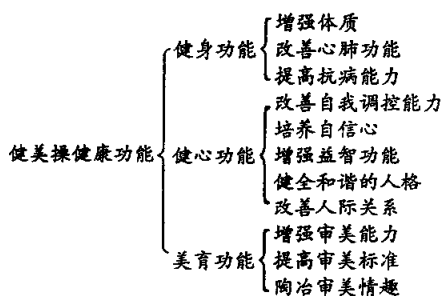 健美操健康功能
健身功能
增强体质
改善心肺功能
提高抗病能力
健心功能
改善自我调控能力
培养自信心
增强益智功能
健全和谐的人格
改善人际关系
美育功能
增强审美能力
提高审美标准
陶冶审美情趣